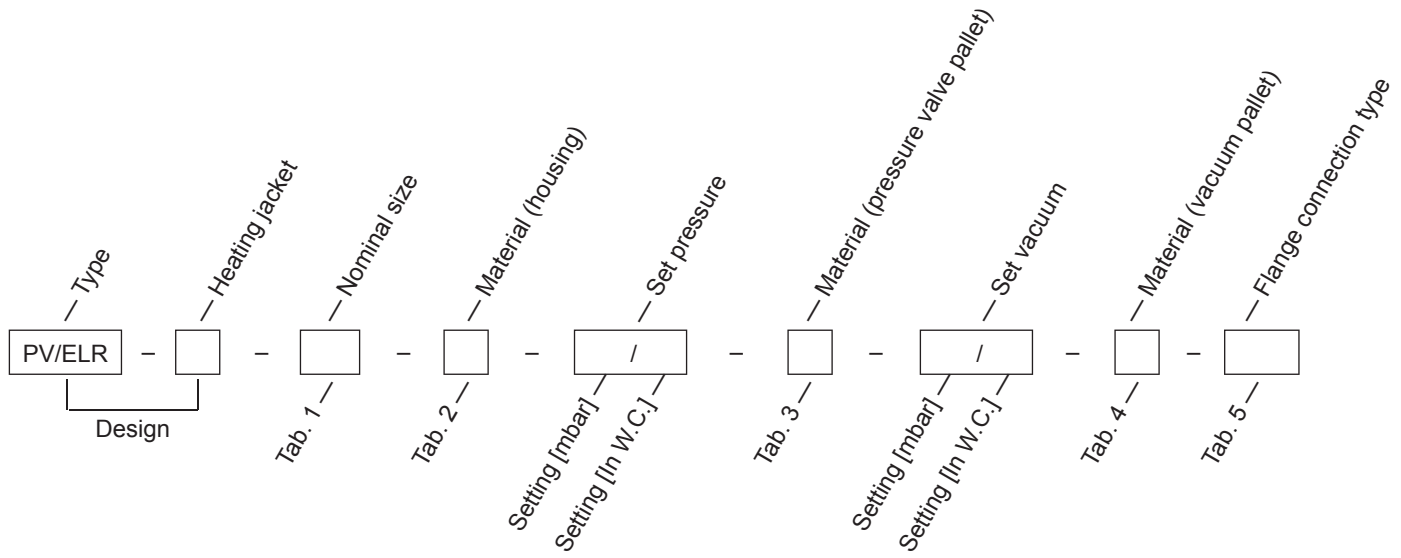 Type
Heating jacket
Nominal size
Material (housing)
Set pressure
Material (pressure valve pallet)
Set vacuum
Material (vacuum pallet)
Flange connection type
PV/ELR – – – – / – – / – –
Design
Tab. 1
Tab. 2
Setting [mbar]
Setting [In W.C.]
Tab. 3
Setting [mbar]
Setting [In W.C.]
Tab. 4
Tab. 5